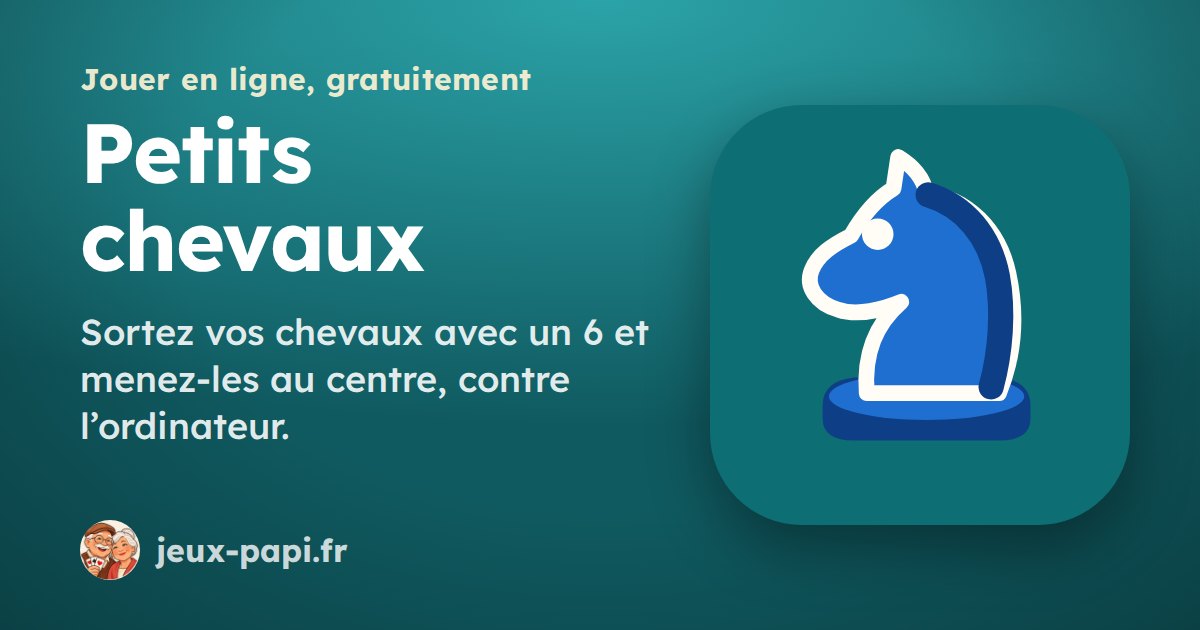 Jouer en ligne, gratuitement
Petits
chevaux
Sortez vos chevaux avec un 6 et
menez-les au centre, contre
l’ordinateur.
jeux-papi.fr